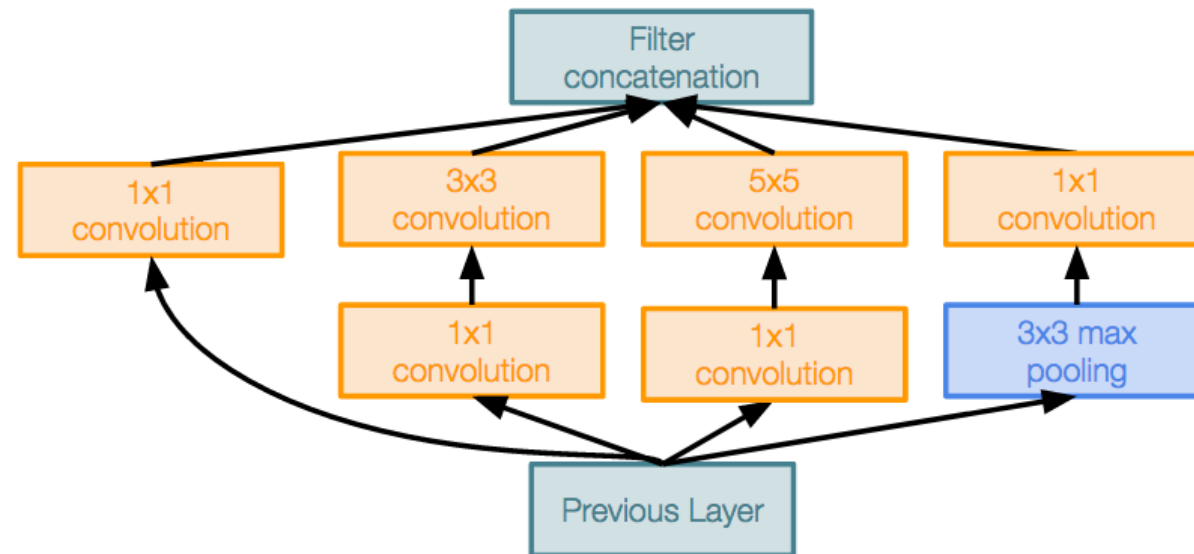 Filter
concatenation
1x1
convolution
3x3
convolution
5x5
convolution
1x1
convolution
1x1
convolution
1x1
convolution
3x3 max
pooling
Previous Layer